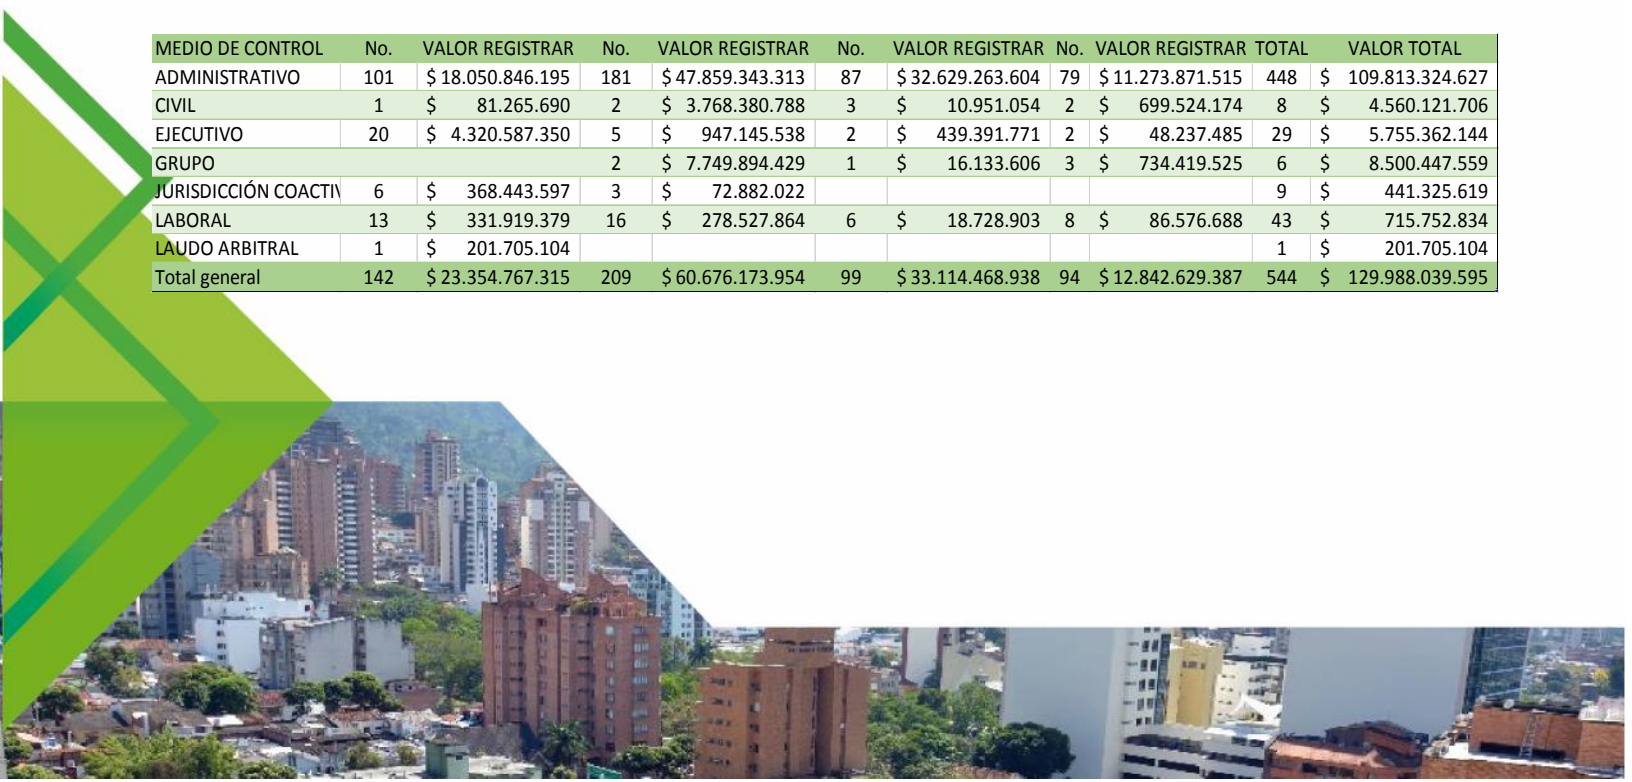 MEDIO DE CONTROL No. VALOR REGISTRAR No. VALOR REGISTRAR No. VALOR REGISTRAR No. VALOR REGISTRAR TOTAL VALOR TOTAL
ADMINISTRATIVO 101 $ 18.050.846.195 181 $ 47.859.343.313 87 $ 32.629.263.604 79 $ 11.273.871.515 448 $ 109.813.324.627
CIVIL 1 $ 81.265.690 2 $ 3.768.380.788 3 $ 10.951.054 2 $ 699.524.174 8 $ 4.560.121.706
EJECUTIVO 20 $ 4.320.587.350 5 $ 947.145.538 2 $ 439.391.771 2 $ 48.237.485 29 $ 5.755.362.144
GRUPO 2 $ 7.749.894.429 1 $ 16.133.606 3 $ 734.419.525 6 $ 8.500.447.559
JURISDICCIÓN COACTIV 6 $ 368.443.597 3 $ 72.882.022 9 $ 441.325.619
LABORAL 13 $ 331.919.379 16 $ 278.527.864 6 $ 18.728.903 8 $ 86.576.688 43 $ 715.752.834
LAUDO ARBITRAL 1 $ 201.705.104 1 $ 201.705.104
Total general 142 $ 23.354.767.315 209 $ 60.676.173.954 99 $ 33.114.468.938 94 $ 12.842.629.387 544 $ 129.988.039.595